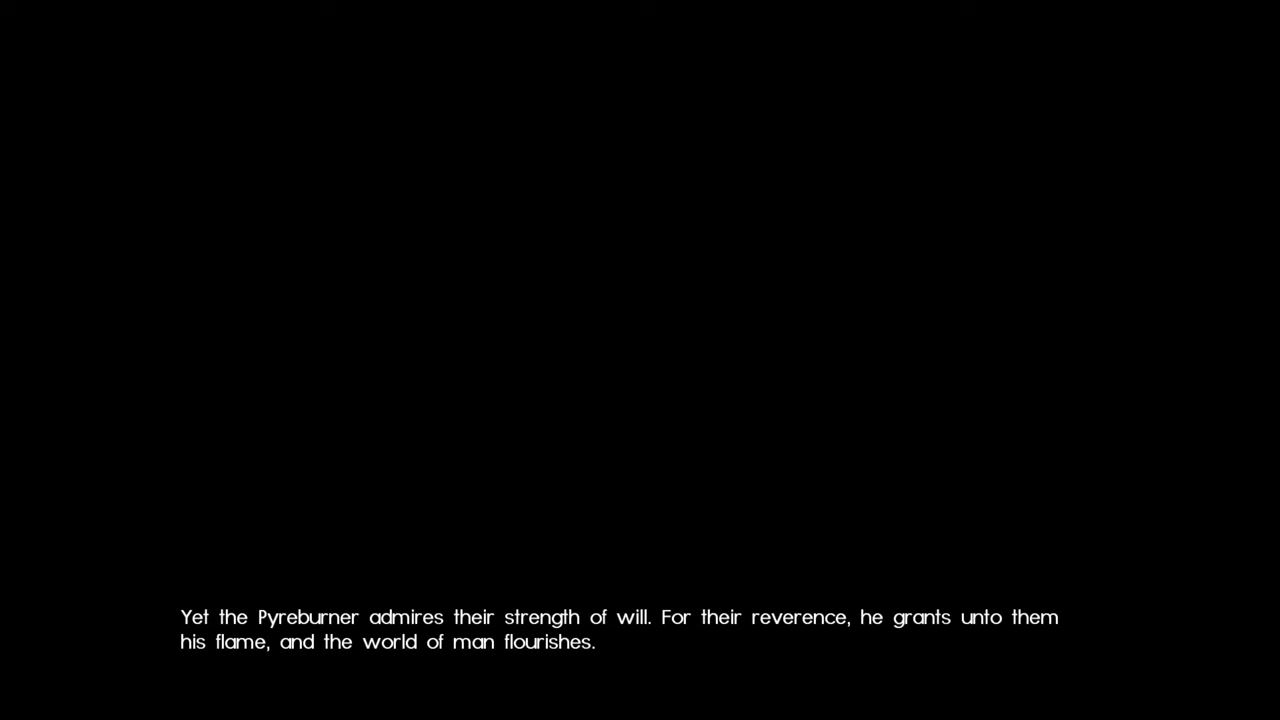 Yet the Pyreburner admires their strength of will. For their reverence, he grants unto them
his flame, and the world of man flourishes.